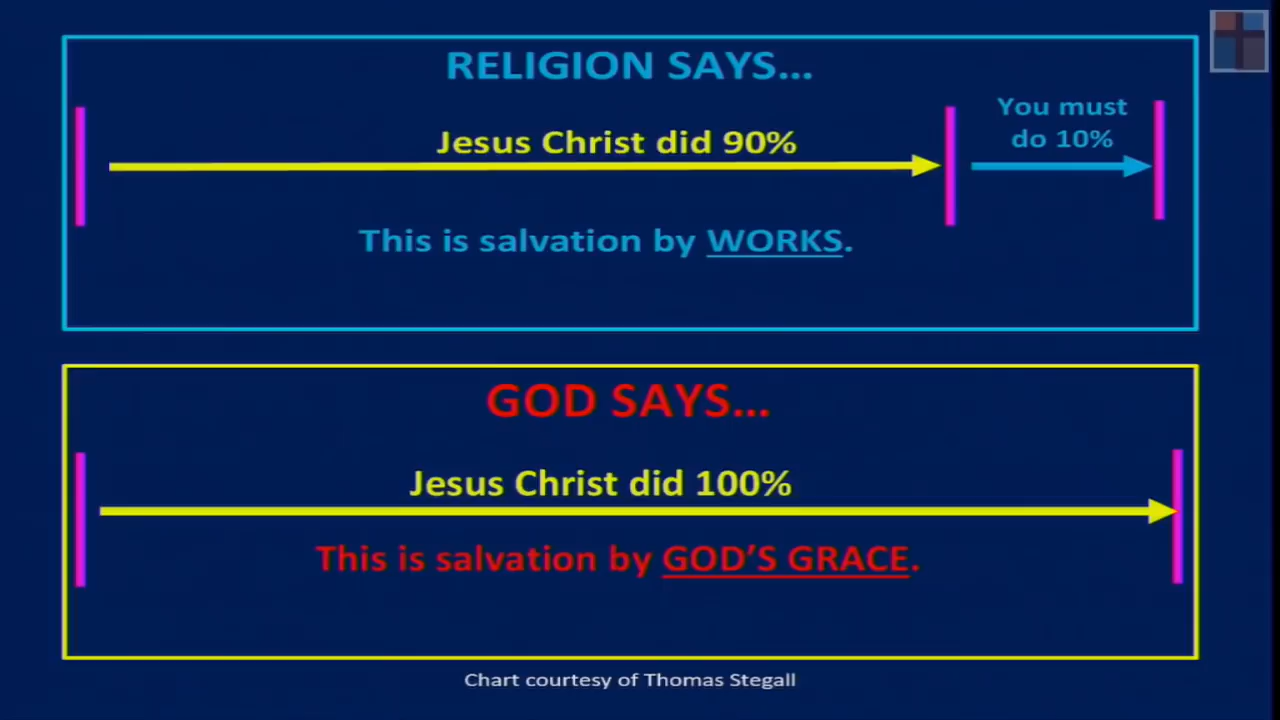 RELIGION SAYS...
Jesus Christ did 90%
You must
do 10%
This is salvation by WORKS.
GOD SAYS...
Jesus Christ did 100%
This is salvation by GOD'S GRACE.
Chart courtesy of Thomas Stegall